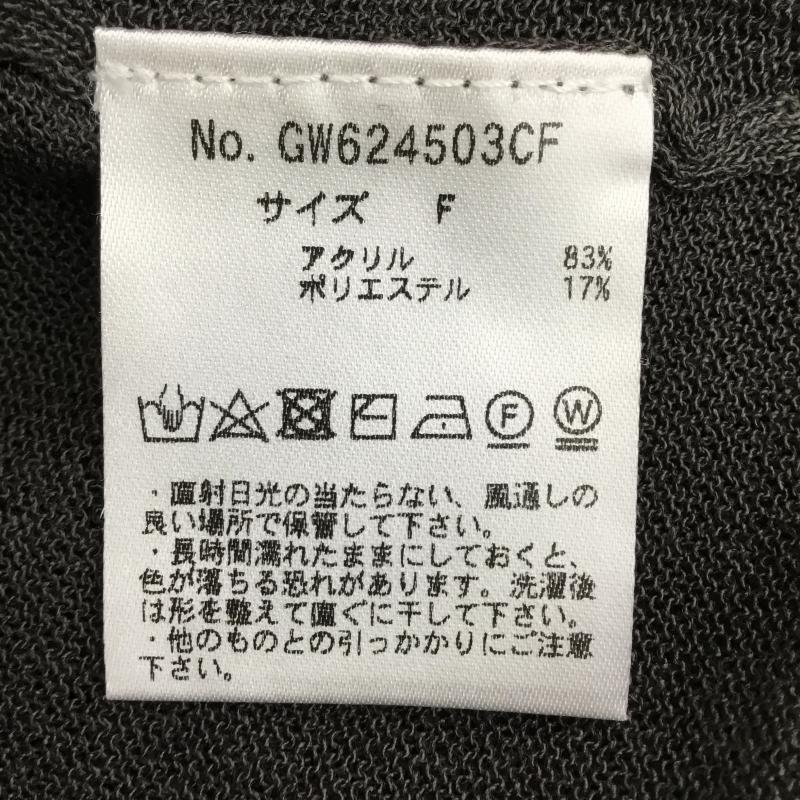 No. GW624503CF
サイズ F
アクリル 83%
ポリエステル 17%
F W
・直射日光の当たらない、風通しの
良い場所で保管して下さい。
・長時間濡れたままにしておくと、
色が落ちる恐れがあります。洗濯後
は形を整えて直ぐに干して下さい。
・他のものとの引っかかりにご注意
下さい。